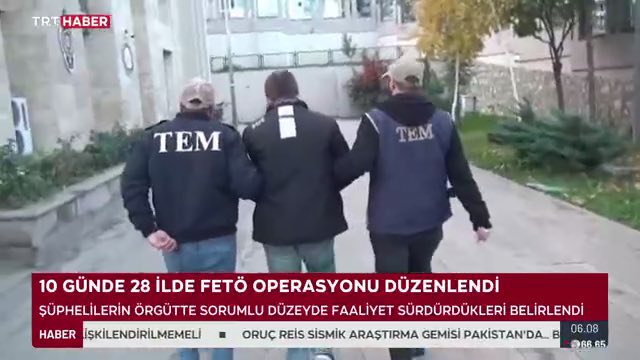 TRT HABER
TEM
TEM
10 GÜNDE 28 İLDE FETÖ OPERASYONU DÜZENLENDİ
ŞÜPHELİLERİN ÖRGÜTTE SORUMLU DÜZEYDE FAALİYET SÜRDÜRDÜKLERİ BELİRLENDİ
HABER İŞKİLENDİRİLMEMELİ ■ ORUÇ REİS SİSMİK ARAŞTIRMA GEMİSİ PAKİSTAN'DA.. B 06.08